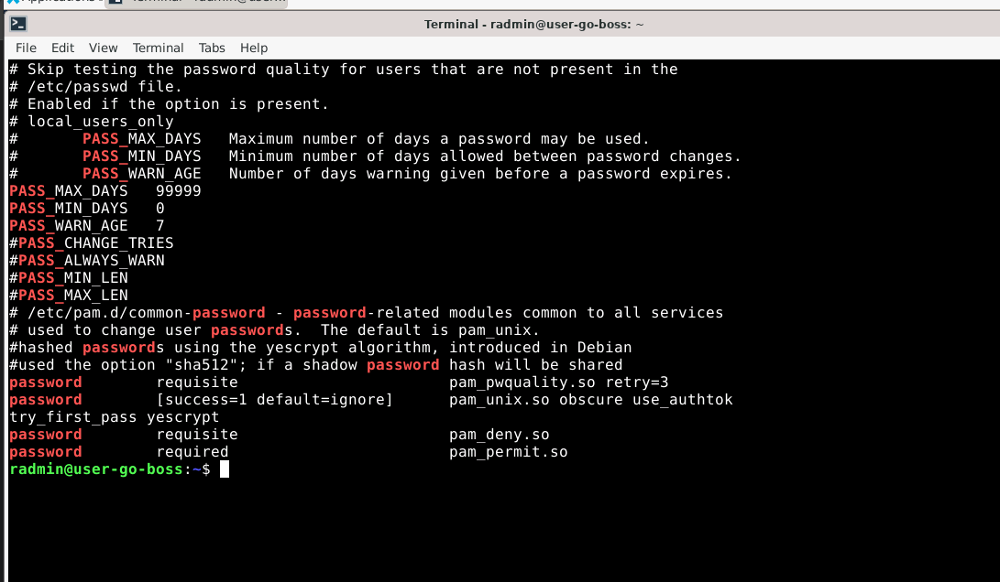 Terminal - radmin@user-go-boss: ~
File Edit View Terminal Tabs Help
# Skip testing the password quality for users that are not present in the
# /etc/passwd file.
# Enabled if the option is present.
# local_users_only
#       PASS_MAX_DAYS   Maximum number of days a password may be used.
#       PASS_MIN_DAYS   Minimum number of days allowed between password changes.
#       PASS_WARN_AGE   Number of days warning given before a password expires.
PASS_MAX_DAYS   99999
PASS_MIN_DAYS   0
PASS_WARN_AGE   7
#PASS_CHANGE_TRIES
#PASS_ALWAYS_WARN
#PASS_MIN_LEN
#PASS_MAX_LEN
# /etc/pam.d/common-password - password-related modules common to all services
# used to change user passwords.  The default is pam_unix.
#hashed passwords using the yescrypt algorithm, introduced in Debian
#used the option "sha512"; if a shadow password hash will be shared
password        requisite                       pam_pwquality.so retry=3
password        [success=1 default=ignore]      pam_unix.so obscure use_authtok
try_first_pass yescrypt
password        requisite                       pam_deny.so
password        required                        pam_permit.so
radmin@user-go-boss:~$